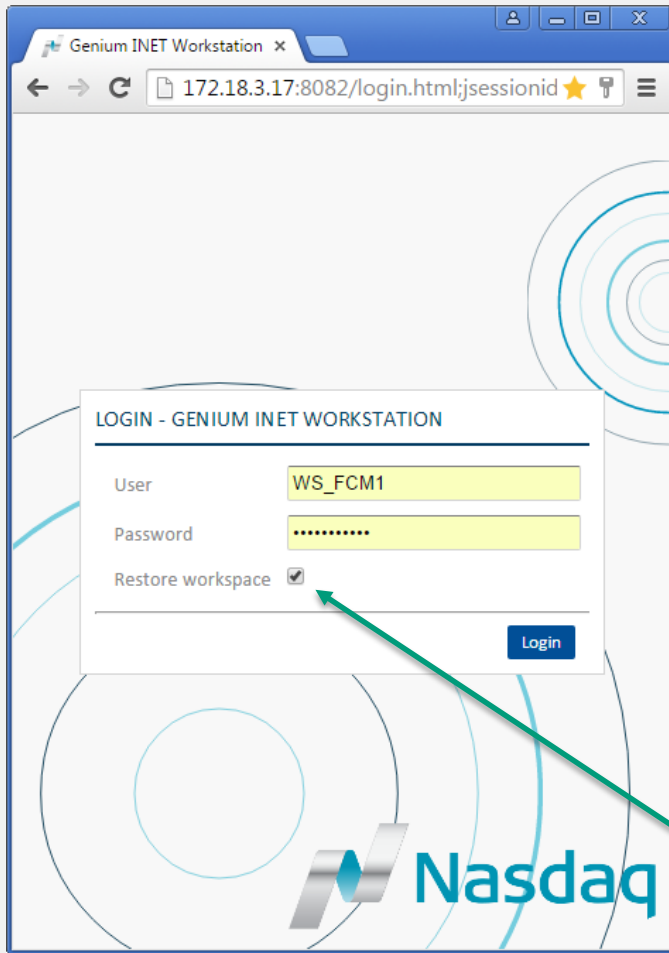 Genium INET Workstation
172.18.3.17:8082/login.html;jsessionid
LOGIN - GENIUM INET WORKSTATION
User WS_FCM1
Password •••••••••••
Restore workspace
Login
Nasdaq